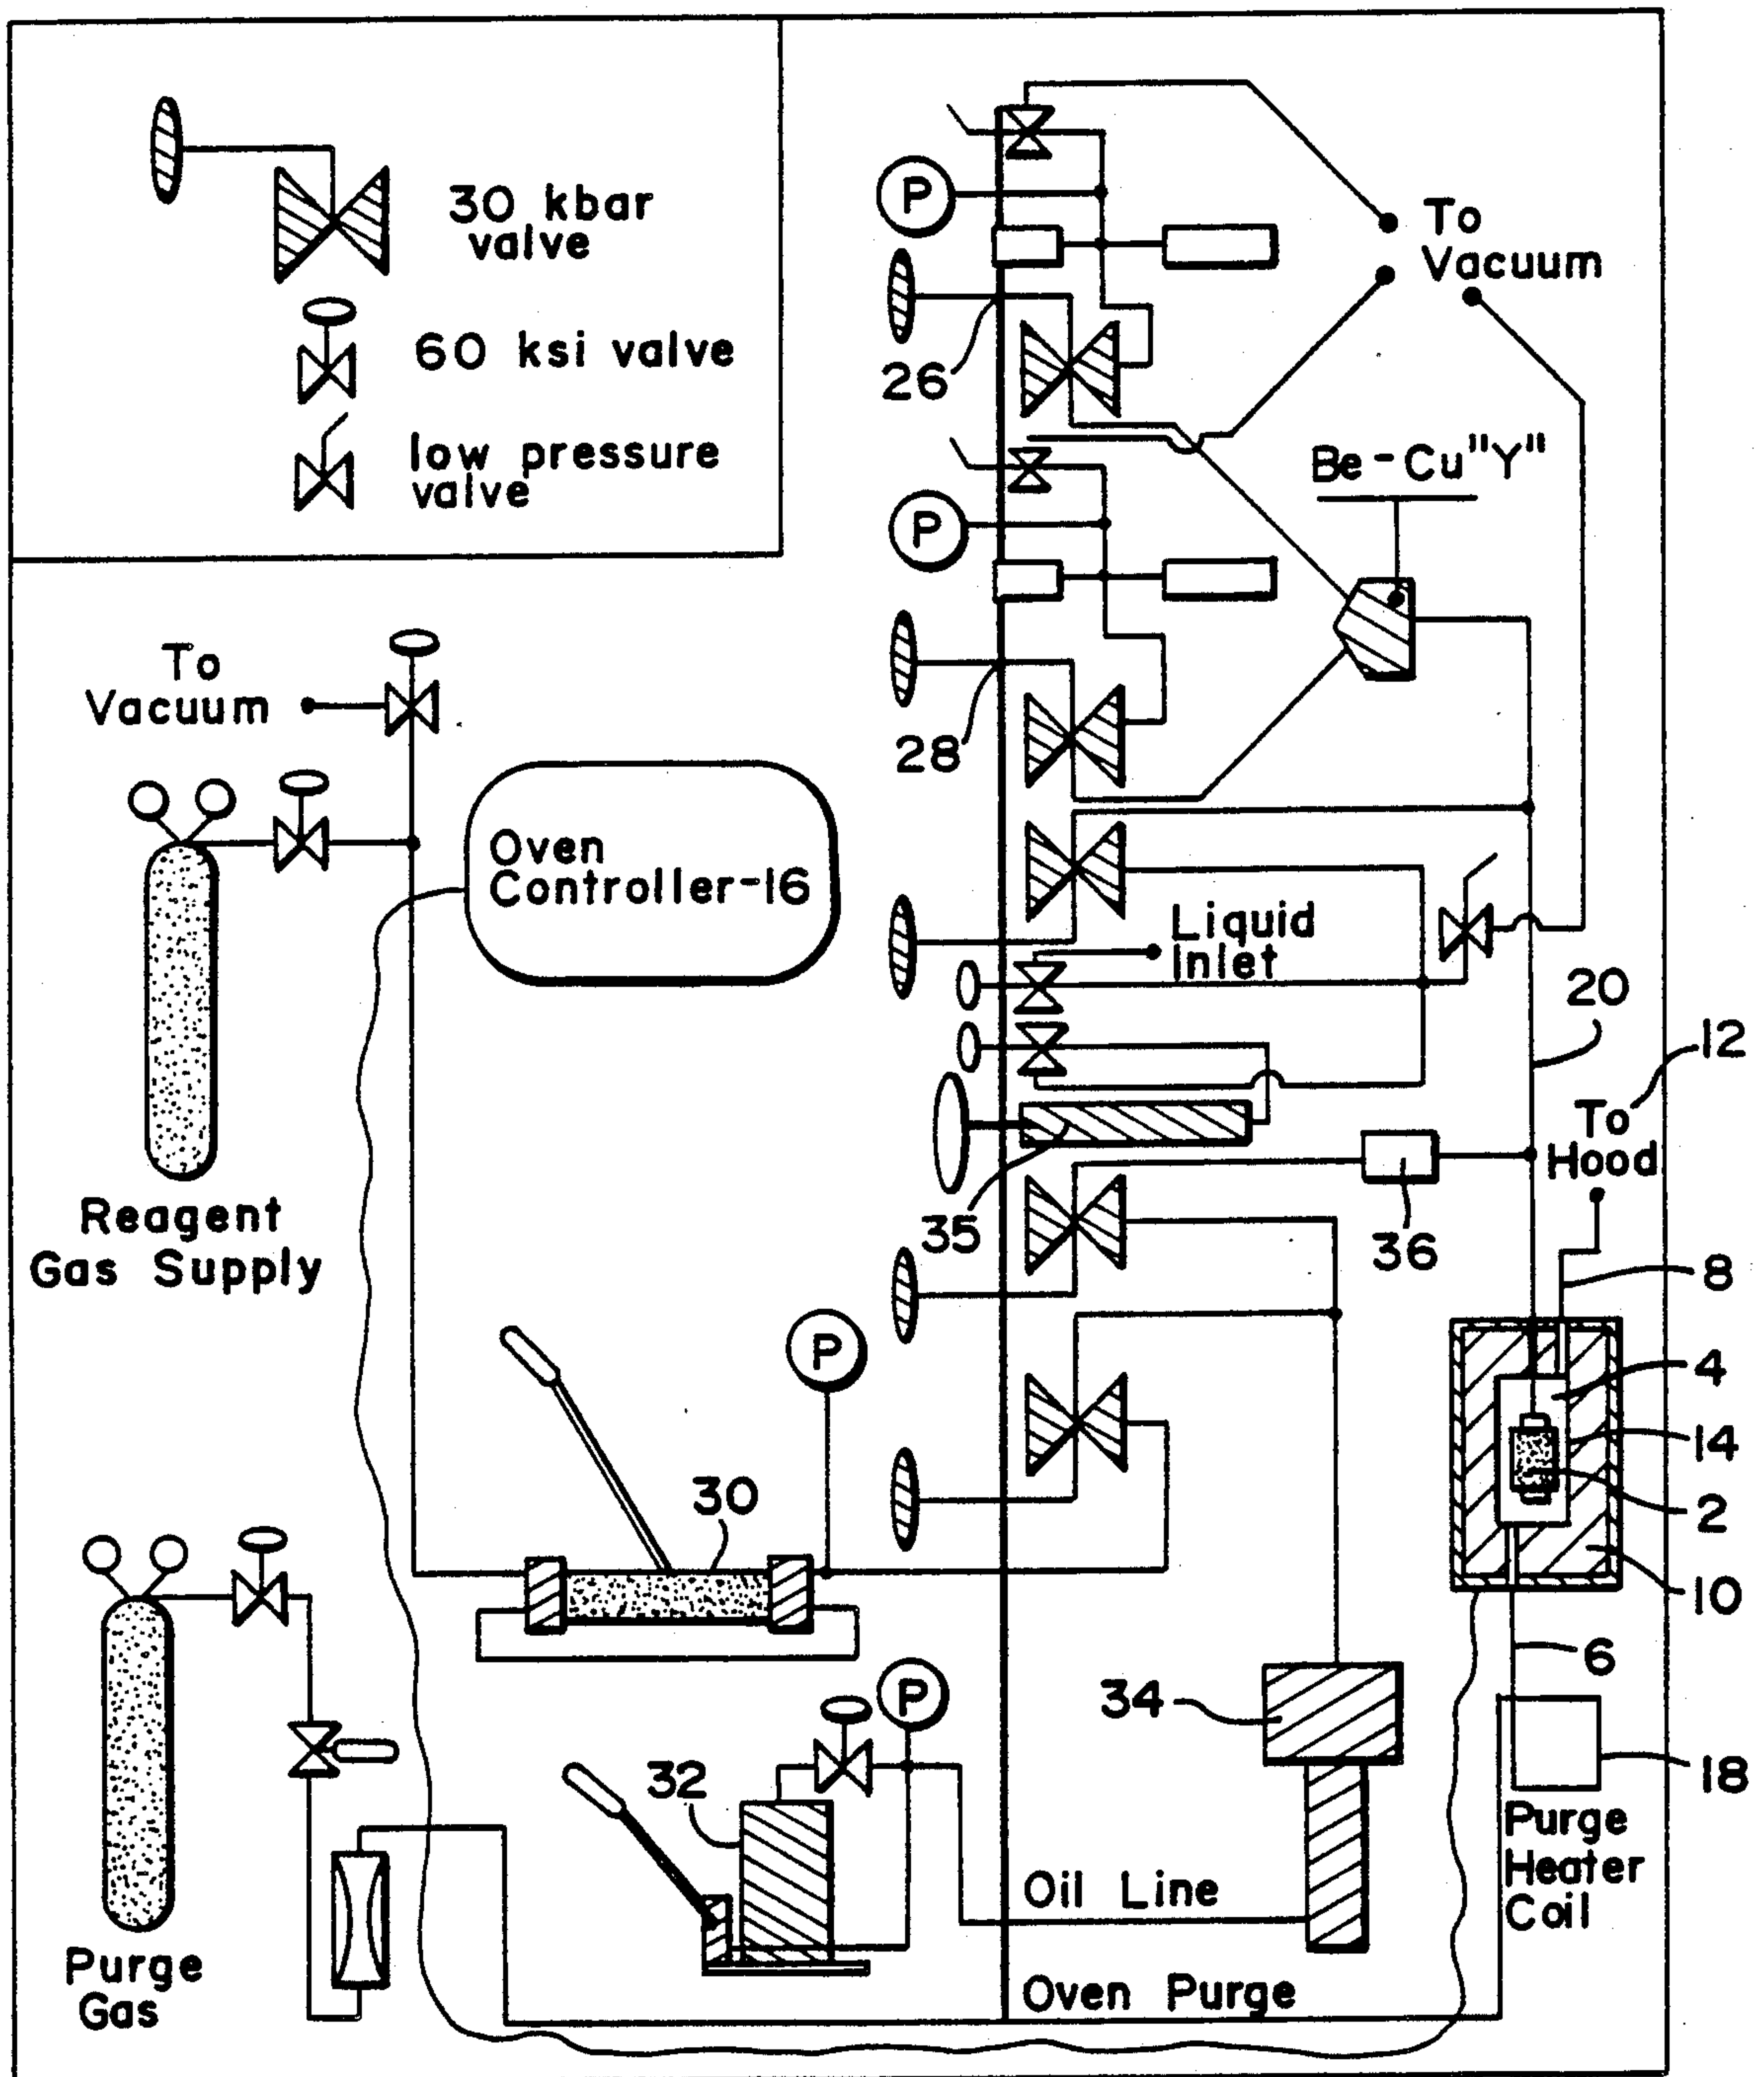 30 kbar
valve
60 ksi valve
low pressure
valve
P
To
Vacuum
26
Be-Cu "Y"
P
To
Vacuum
28
Oven
Controller-16
Liquid
Inlet
20
12
To
Hood
Reagent
Gas Supply
35
36
8
P
4
14
30
2
10
6
P
34
32
18
Purge
Heater
Coil
Oil Line
Purge
Gas
Oven Purge